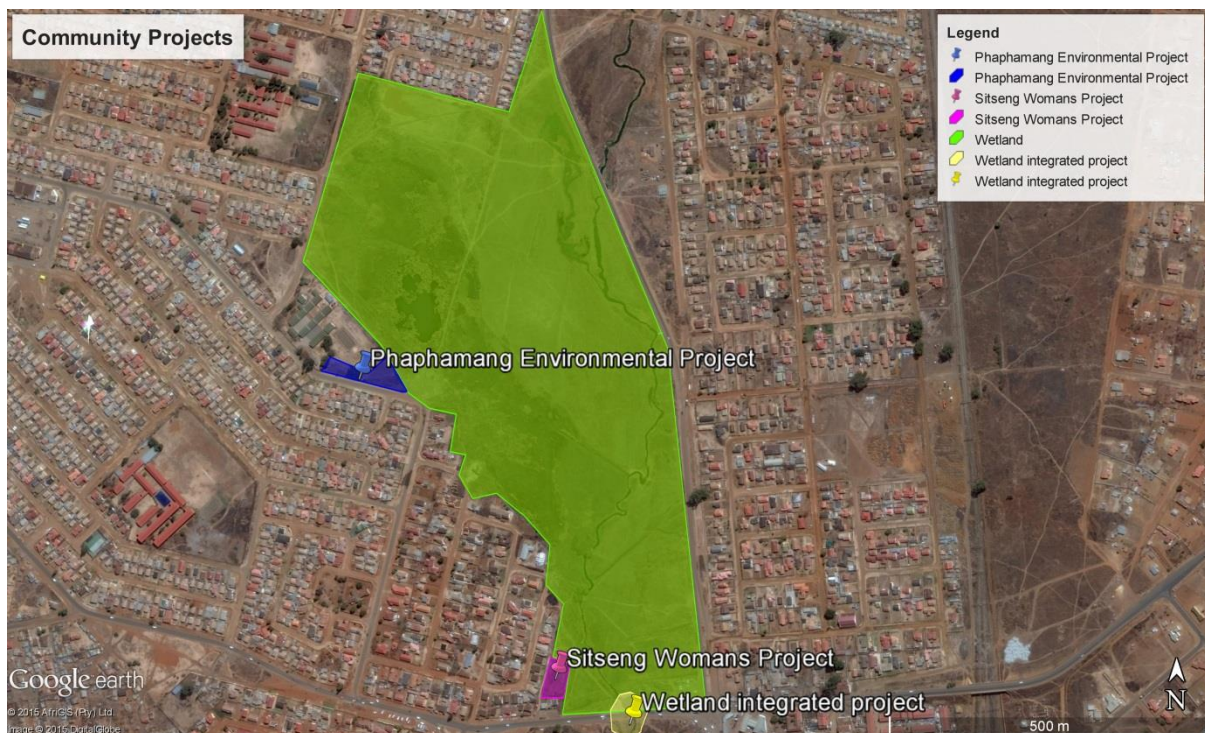 Community Projects
Legend
Phaphamang Environmental Project
Phaphamang Environmental Project
Sitseng Womans Project
Sitseng Womans Project
Wetland
Wetland integrated project
Wetland integrated project
Phaphamang Environmental Project
Sitseng Womans Project
Wetland integrated project
Google earth
© 2015 AfriGIS (Pty) Ltd.
Image © 2015 DigitalGlobe
N
500 m